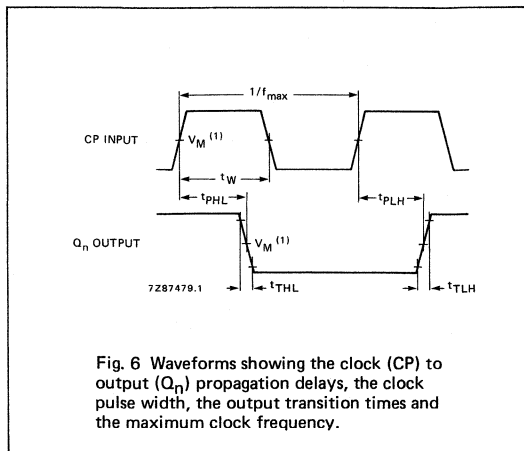 1/fmax
CP INPUT
VM (1)
tW
tPHL
tPLH
Qn OUTPUT
VM (1)
7Z87479.1
tTHL
tTLH
Fig. 6 Waveforms showing the clock (CP) to
output (Qn) propagation delays, the clock
pulse width, the output transition times and
the maximum clock frequency.